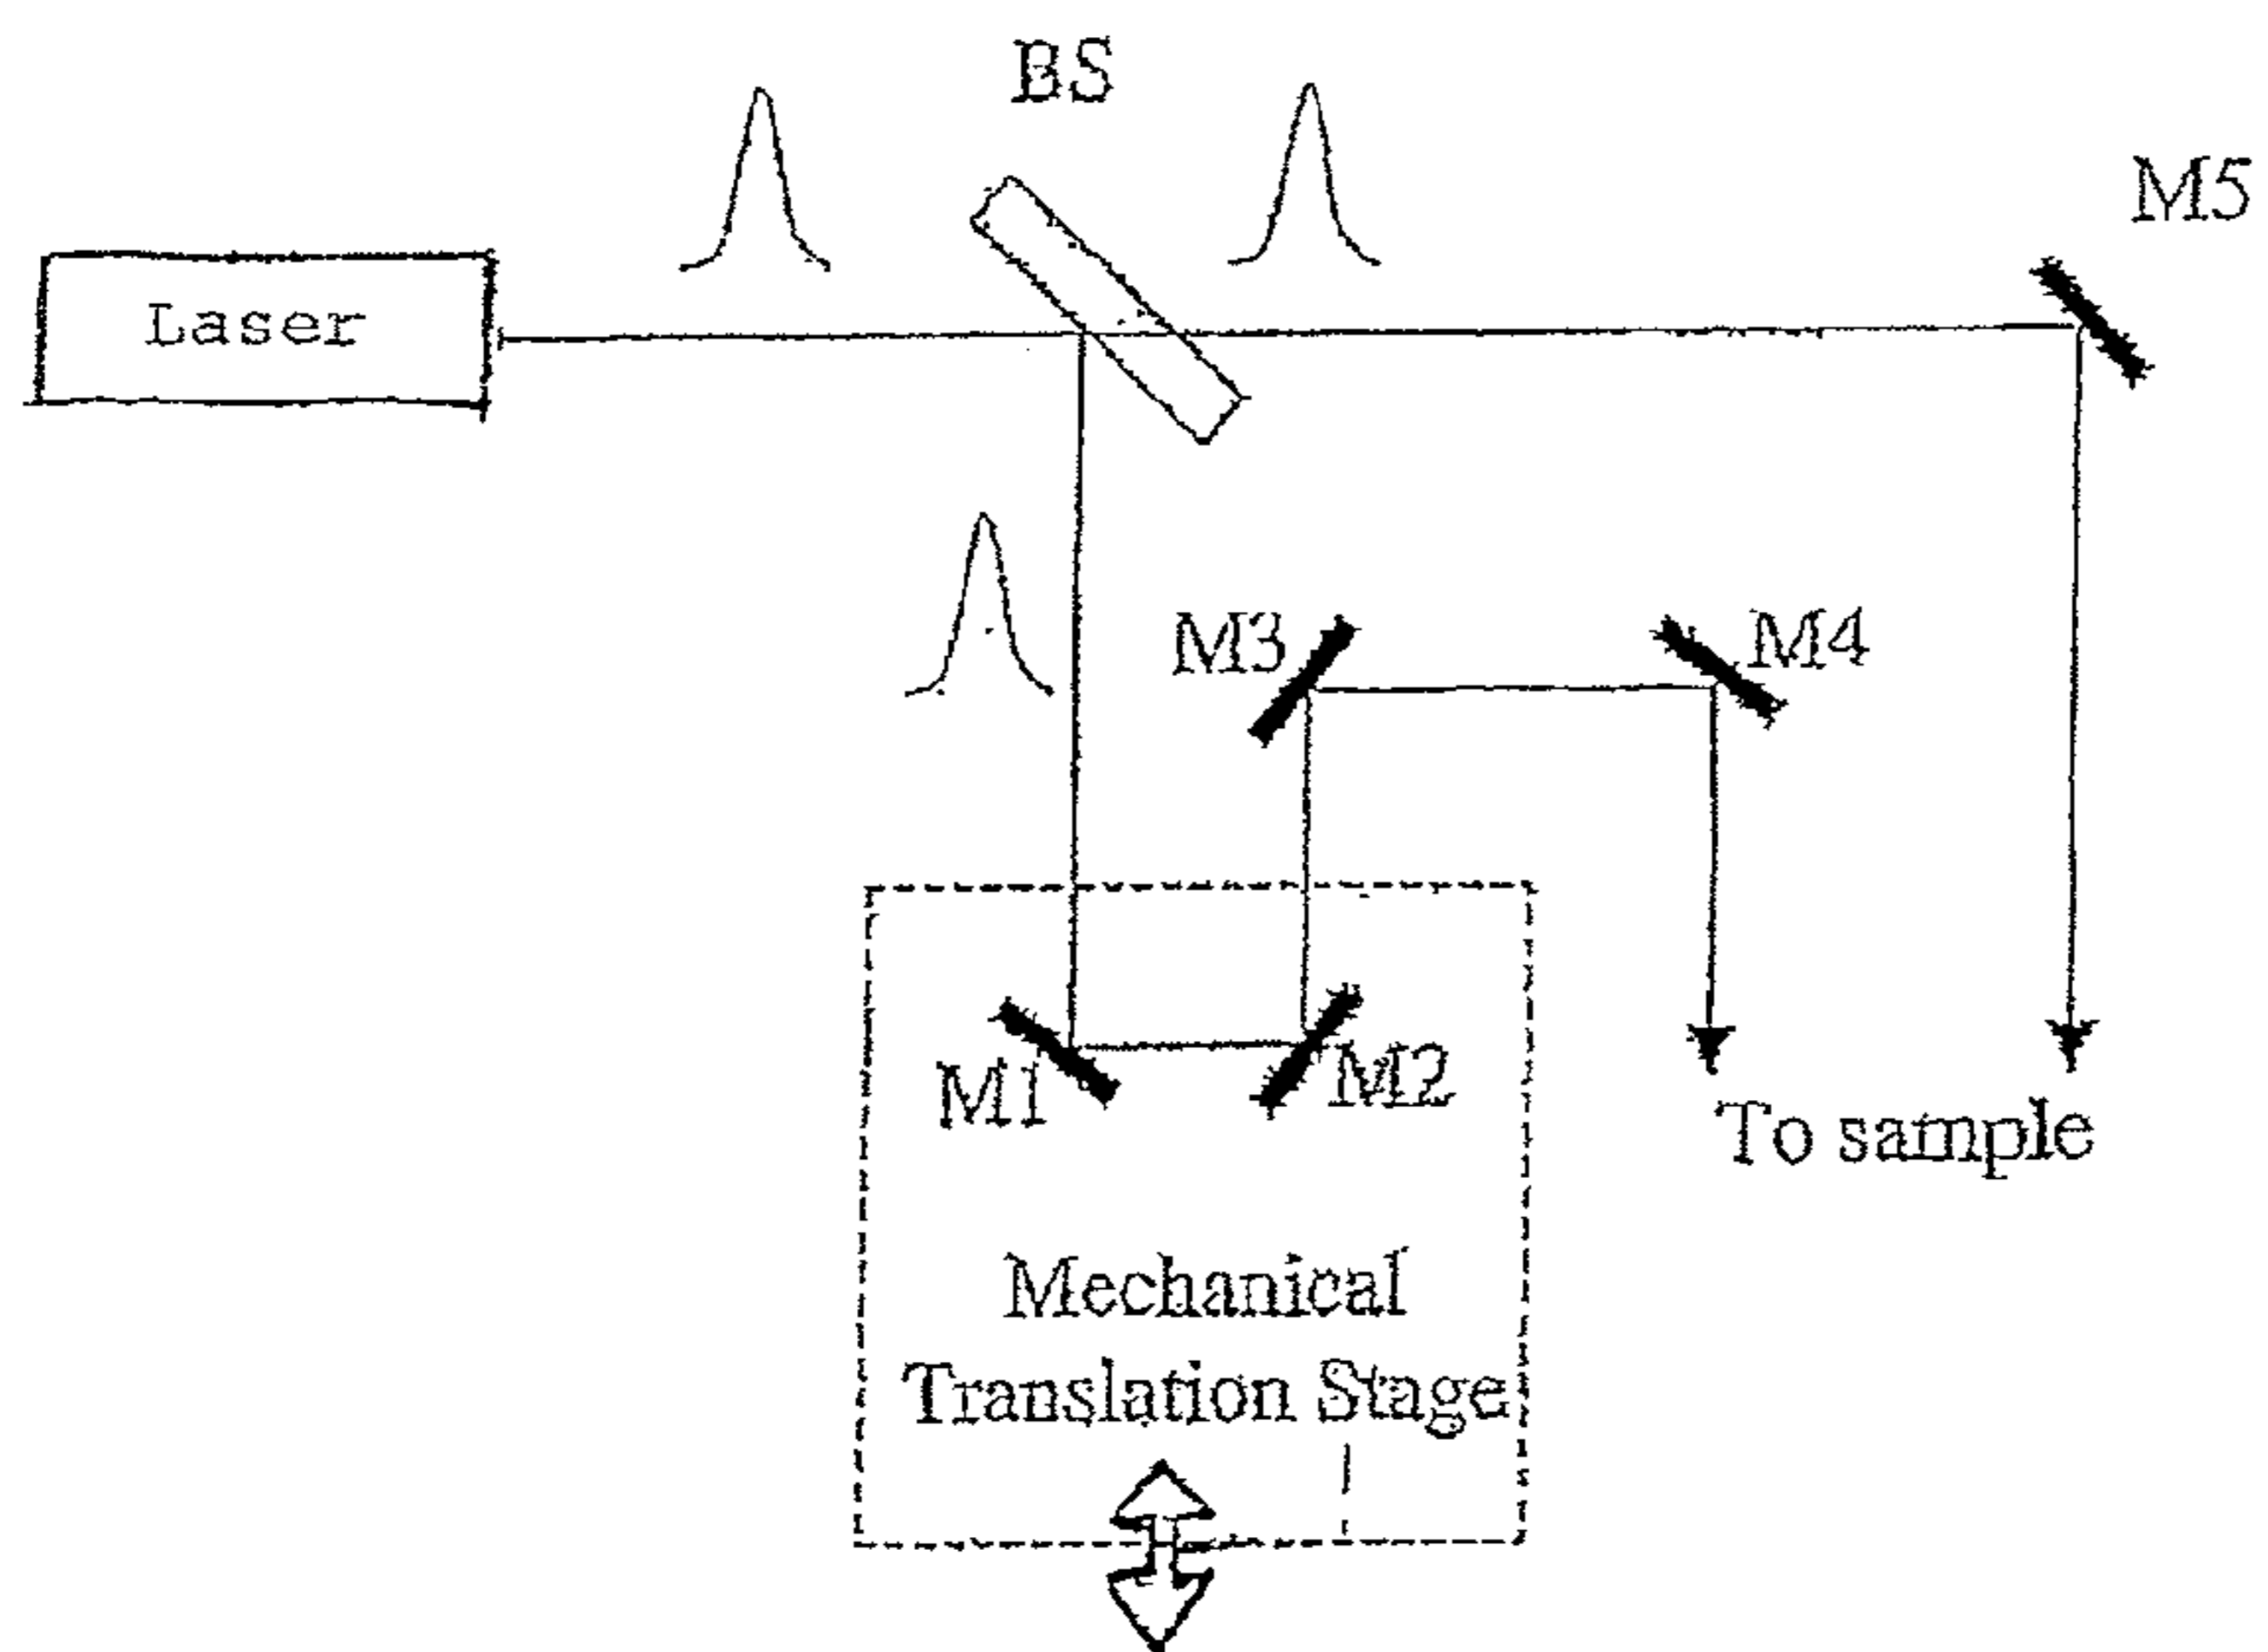 BS
M5
Laser
M3
M4
M1
M2
To sample
Mechanical
Translation Stage